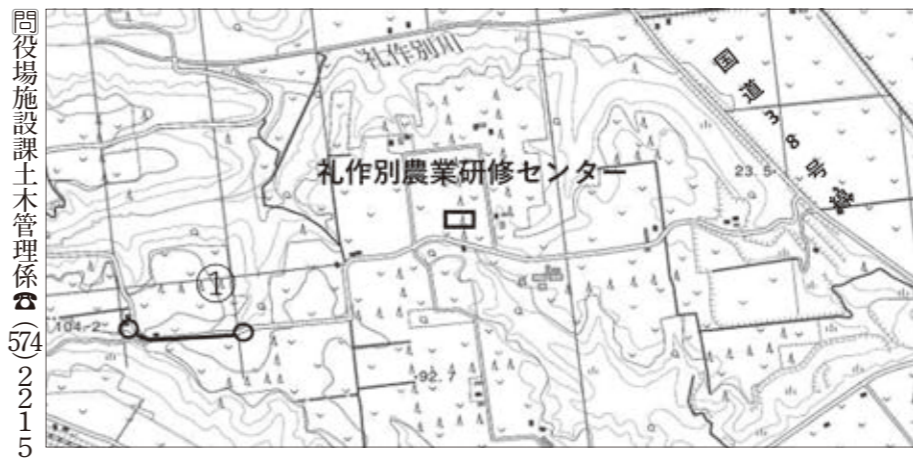 問役場施設課土木管理係☎(574)2215
礼作別川
国道38号線
礼作別農業研修センター
23.5
①
104.2
92.7